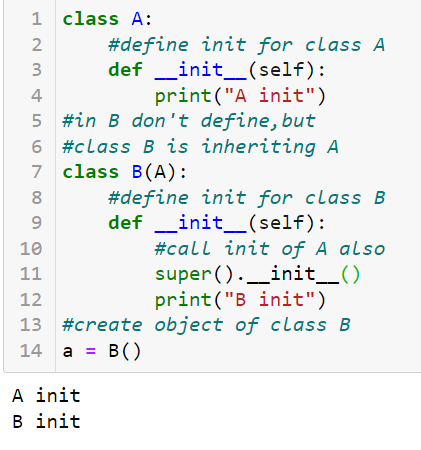 1 class A:
2     #define init for class A
3     def __init__(self):
4         print("A init")
5 #in B don't define,but
6 #class B is inheriting A
7 class B(A):
8     #define init for class B
9     def __init__(self):
10         #call init of A also
11         super().__init__()
12         print("B init")
13 #create object of class B
14 a = B()
A init
B init